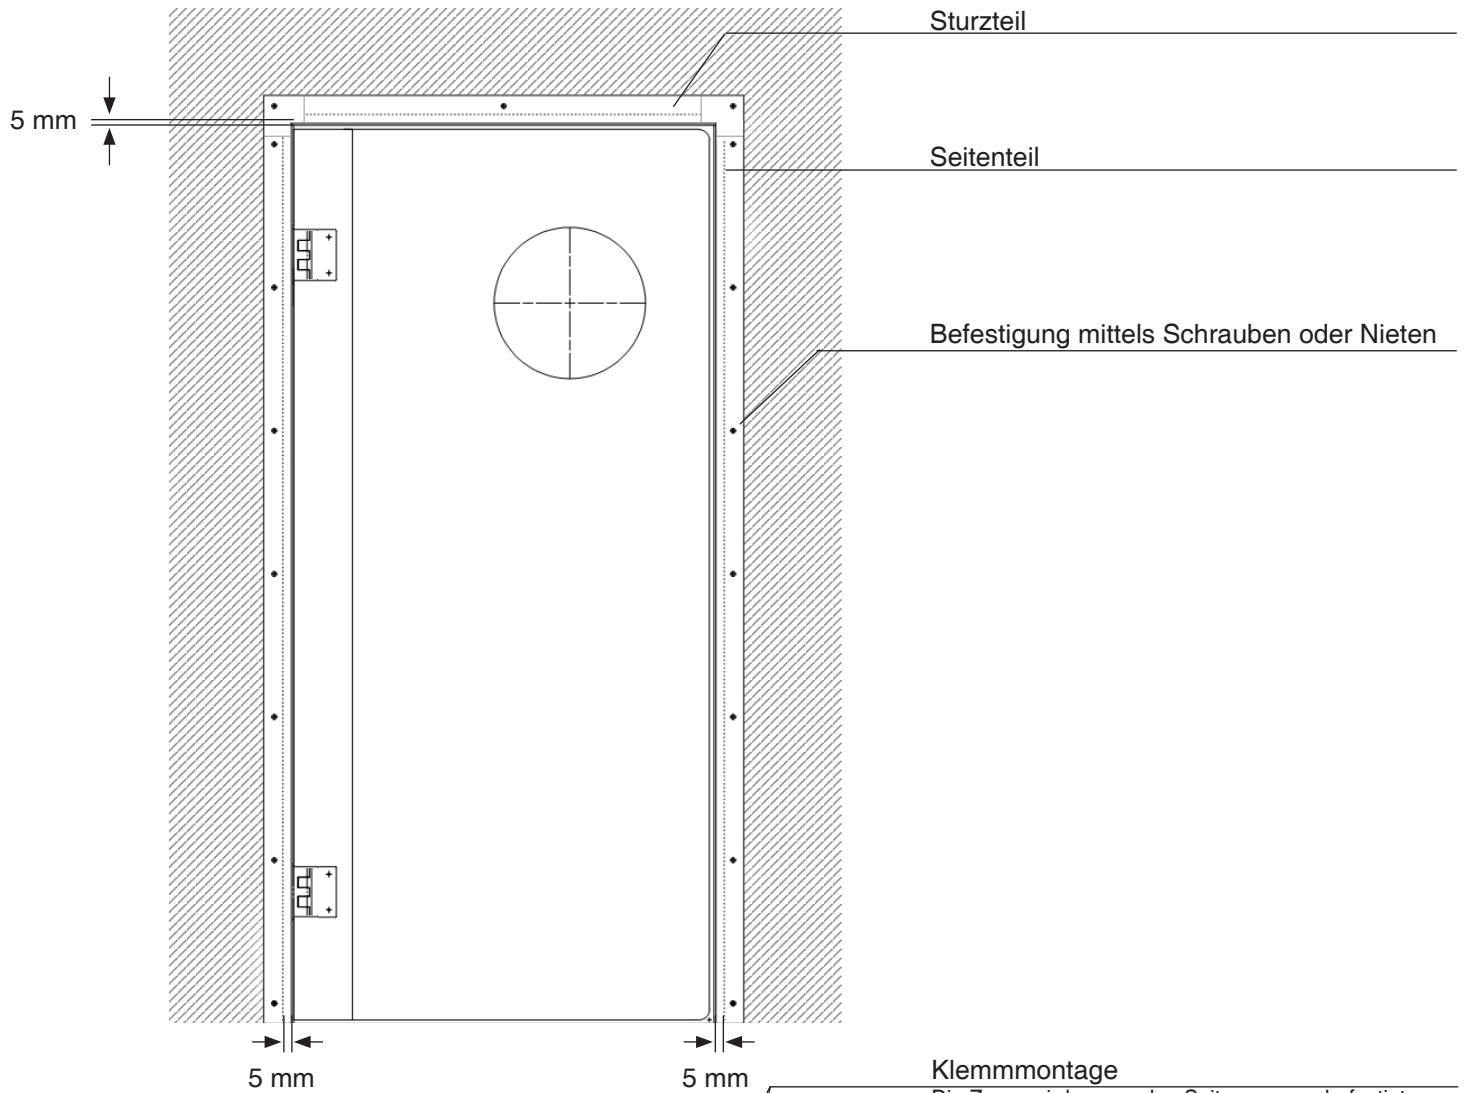 Sturzteil
5 mm
Seitenteil
Befestigung mittels Schrauben oder Nieten
5 mm
5 mm
Klemmmontage